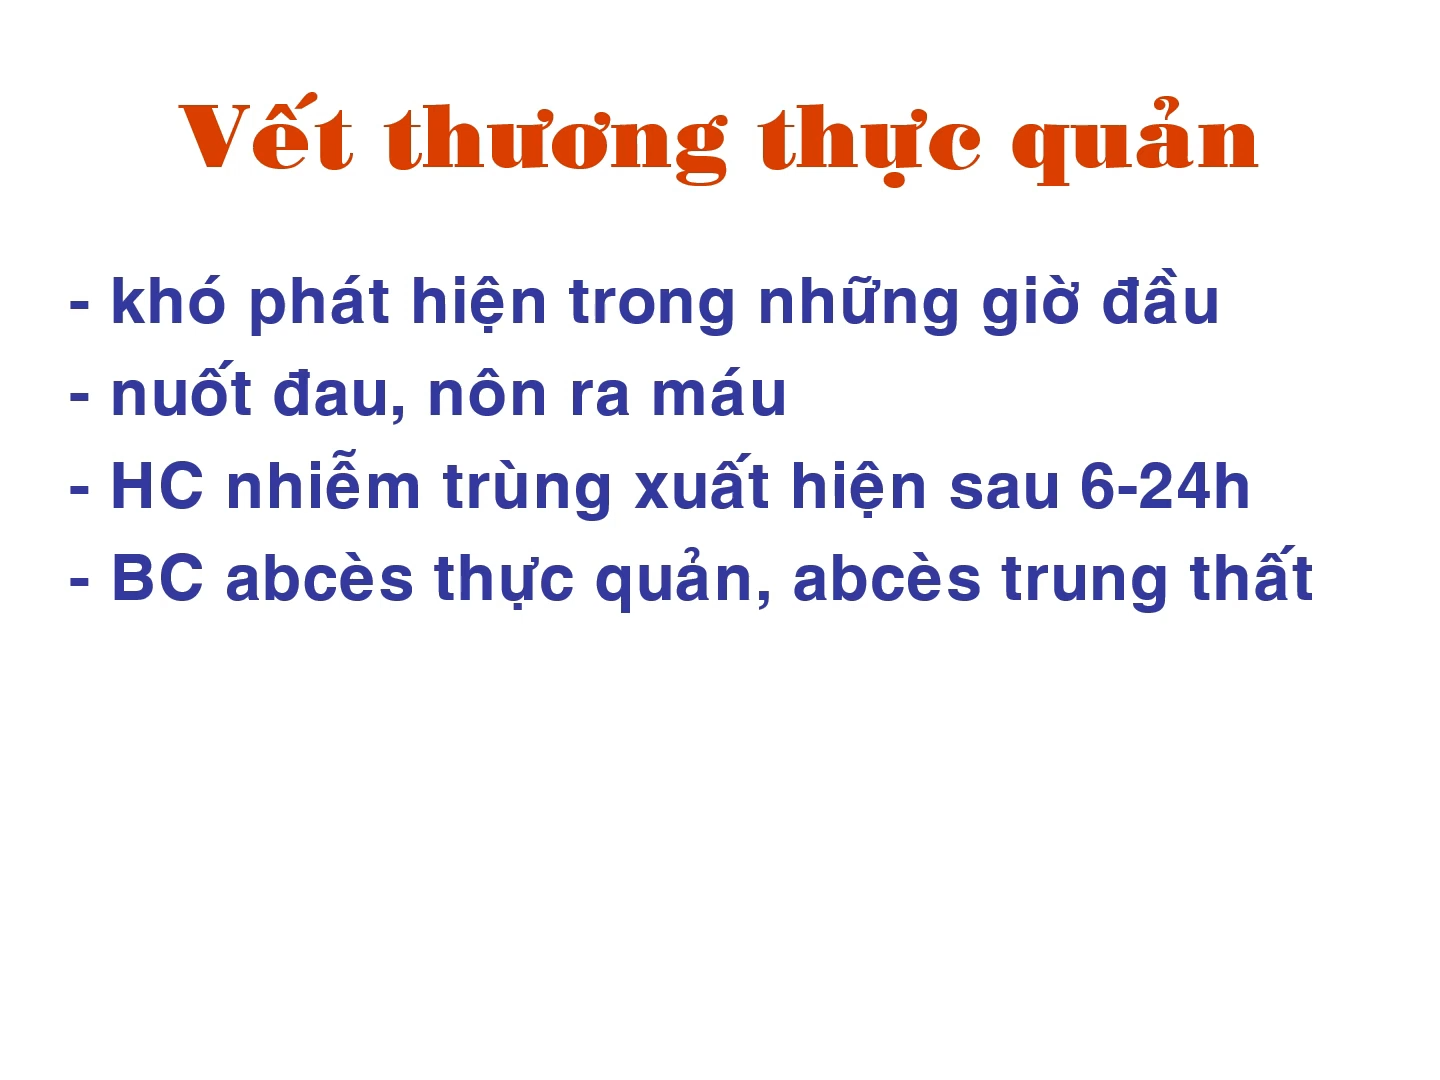 Vết thương thực quản
- khó phát hiện trong những giờ đầu
- nuốt đau, nôn ra máu
- HC nhiễm trùng xuất hiện sau 6-24h
- BC abcès thực quản, abcès trung thất